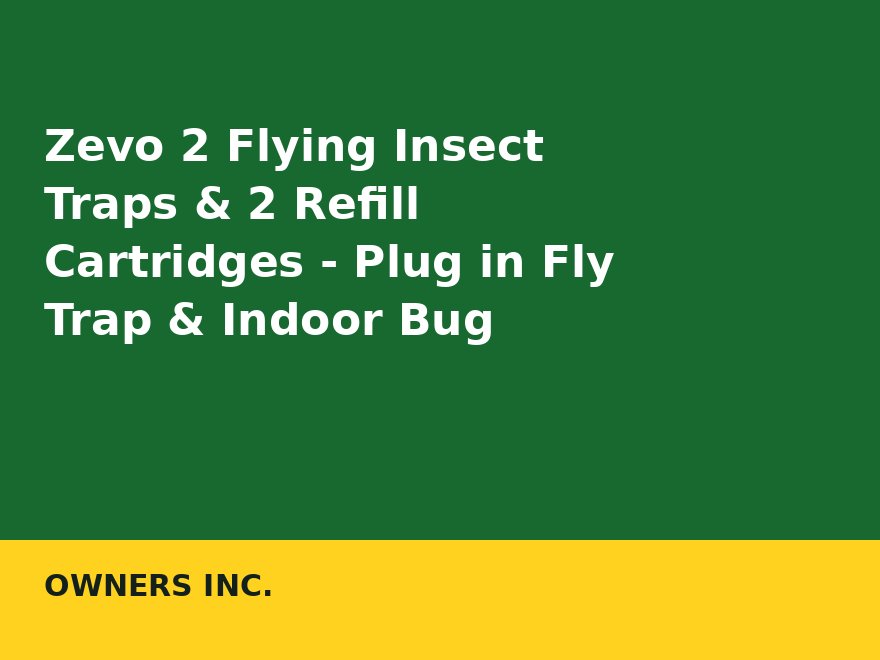 Zevo 2 Flying Insect
Traps & 2 Refill
Cartridges - Plug in Fly
Trap & Indoor Bug
OWNERS INC.